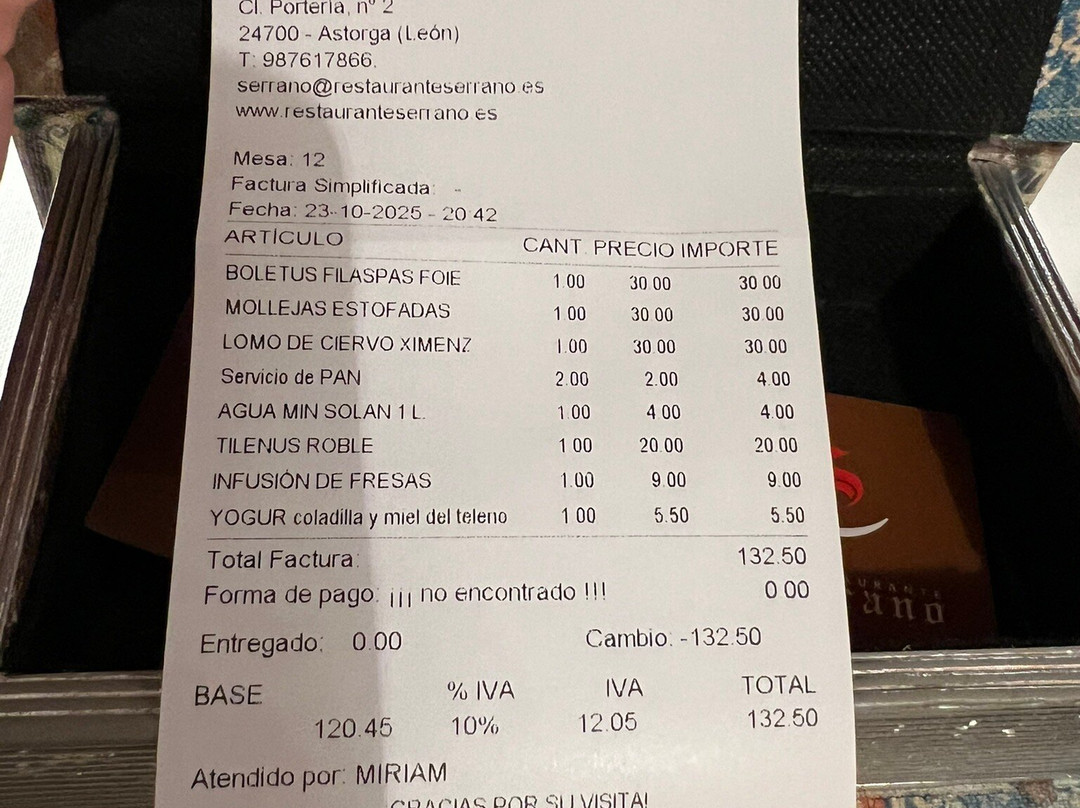 Cl. Portería, nº 2
24700 - Astorga (León)
T: 987617866.
serrano@restauranteserrano.es
www.restauranteserrano.es
Mesa: 12
Factura Simplificada: -
Fecha: 23-10-2025 - 20:42
ARTÍCULO CANT. PRECIO IMPORTE
BOLETUS FILASPAS FOIE 1.00 30.00 30.00
MOLLEJAS ESTOFADAS 1.00 30.00 30.00
LOMO DE CIERVO XIMENZ 1.00 30.00 30.00
Servicio de PAN 2.00 2.00 4.00
AGUA MIN SOLAN 1 L. 1.00 4.00 4.00
TILENUS ROBLE 1.00 20.00 20.00
INFUSIÓN DE FRESAS 1.00 9.00 9.00
YOGUR coladilla y miel del teleno 1.00 5.50 5.50
Total Factura: 132.50
Forma de pago: ¡¡¡ no encontrado !!! 0.00
Entregado: 0.00 Cambio: -132.50
BASE % IVA IVA TOTAL
120.45 10% 12.05 132.50
Atendido por: MIRIAM
GRACIAS POR SU VISITA!